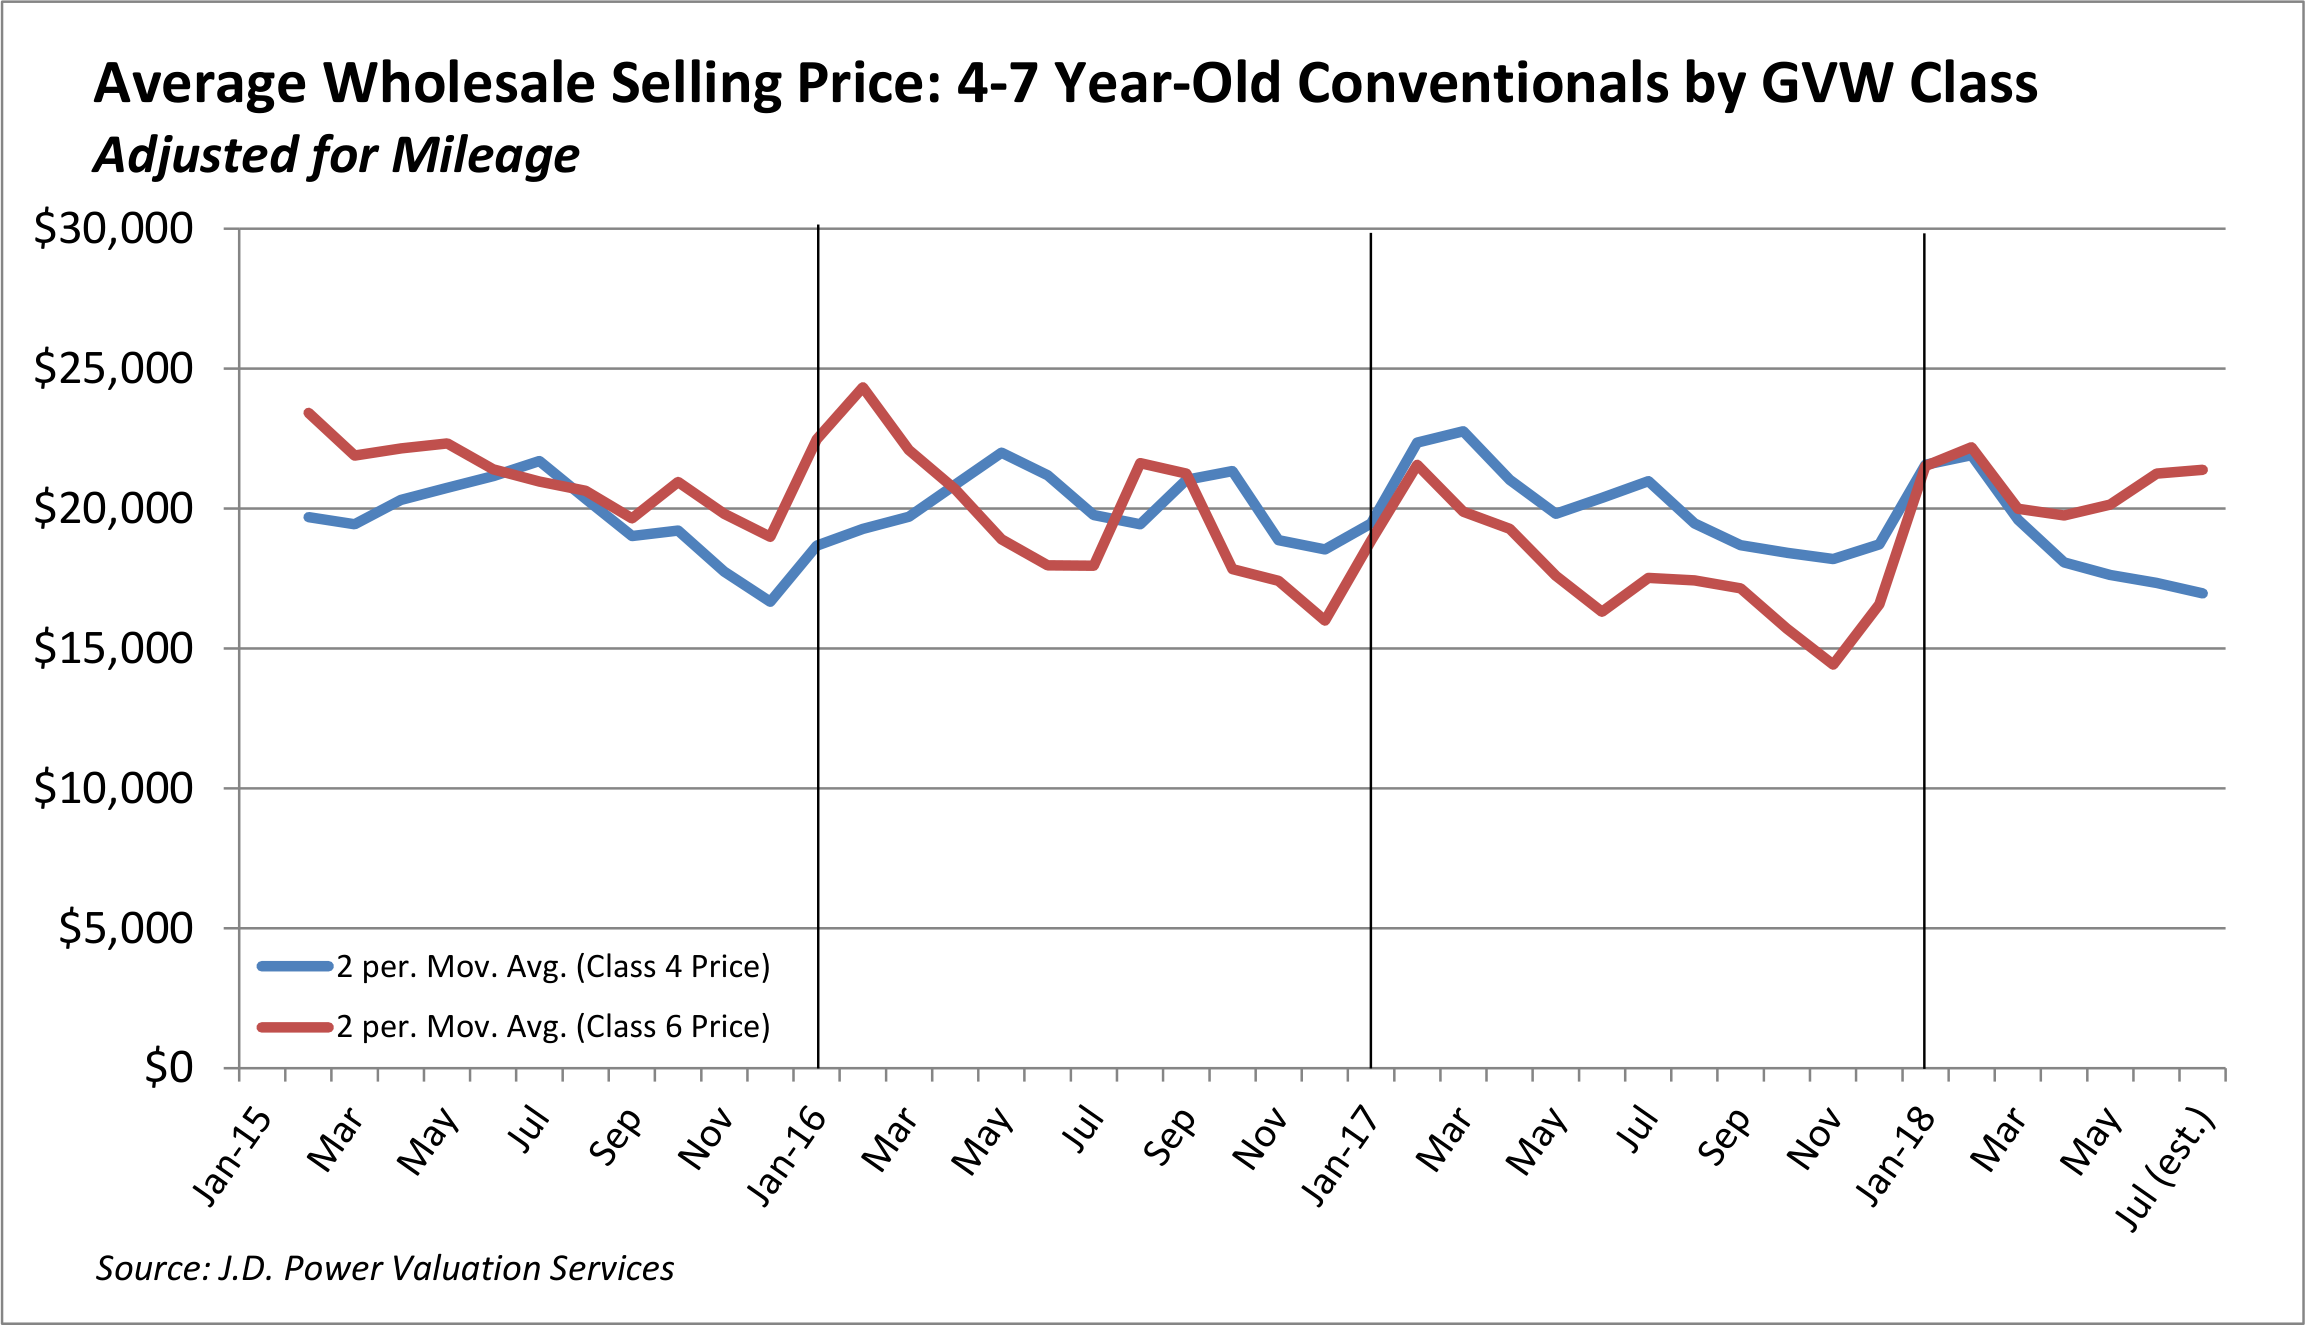 Average Wholesale Selling Price: 4-7 Year-Old Conventionals by GVW Class
Adjusted for Mileage
$30,000
$25,000
$20,000
$15,000
$10,000
$5,000
$0
2 per. Mov. Avg. (Class 4 Price)
2 per. Mov. Avg. (Class 6 Price)
Jan-15
Mar
May
Jul
Sep
Nov
Jan-16
Mar
May
Jul
Sep
Nov
Jan-17
Mar
May
Jul
Sep
Nov
Jan-18
Mar
May
Jul (est.)
Source: J.D. Power Valuation Services